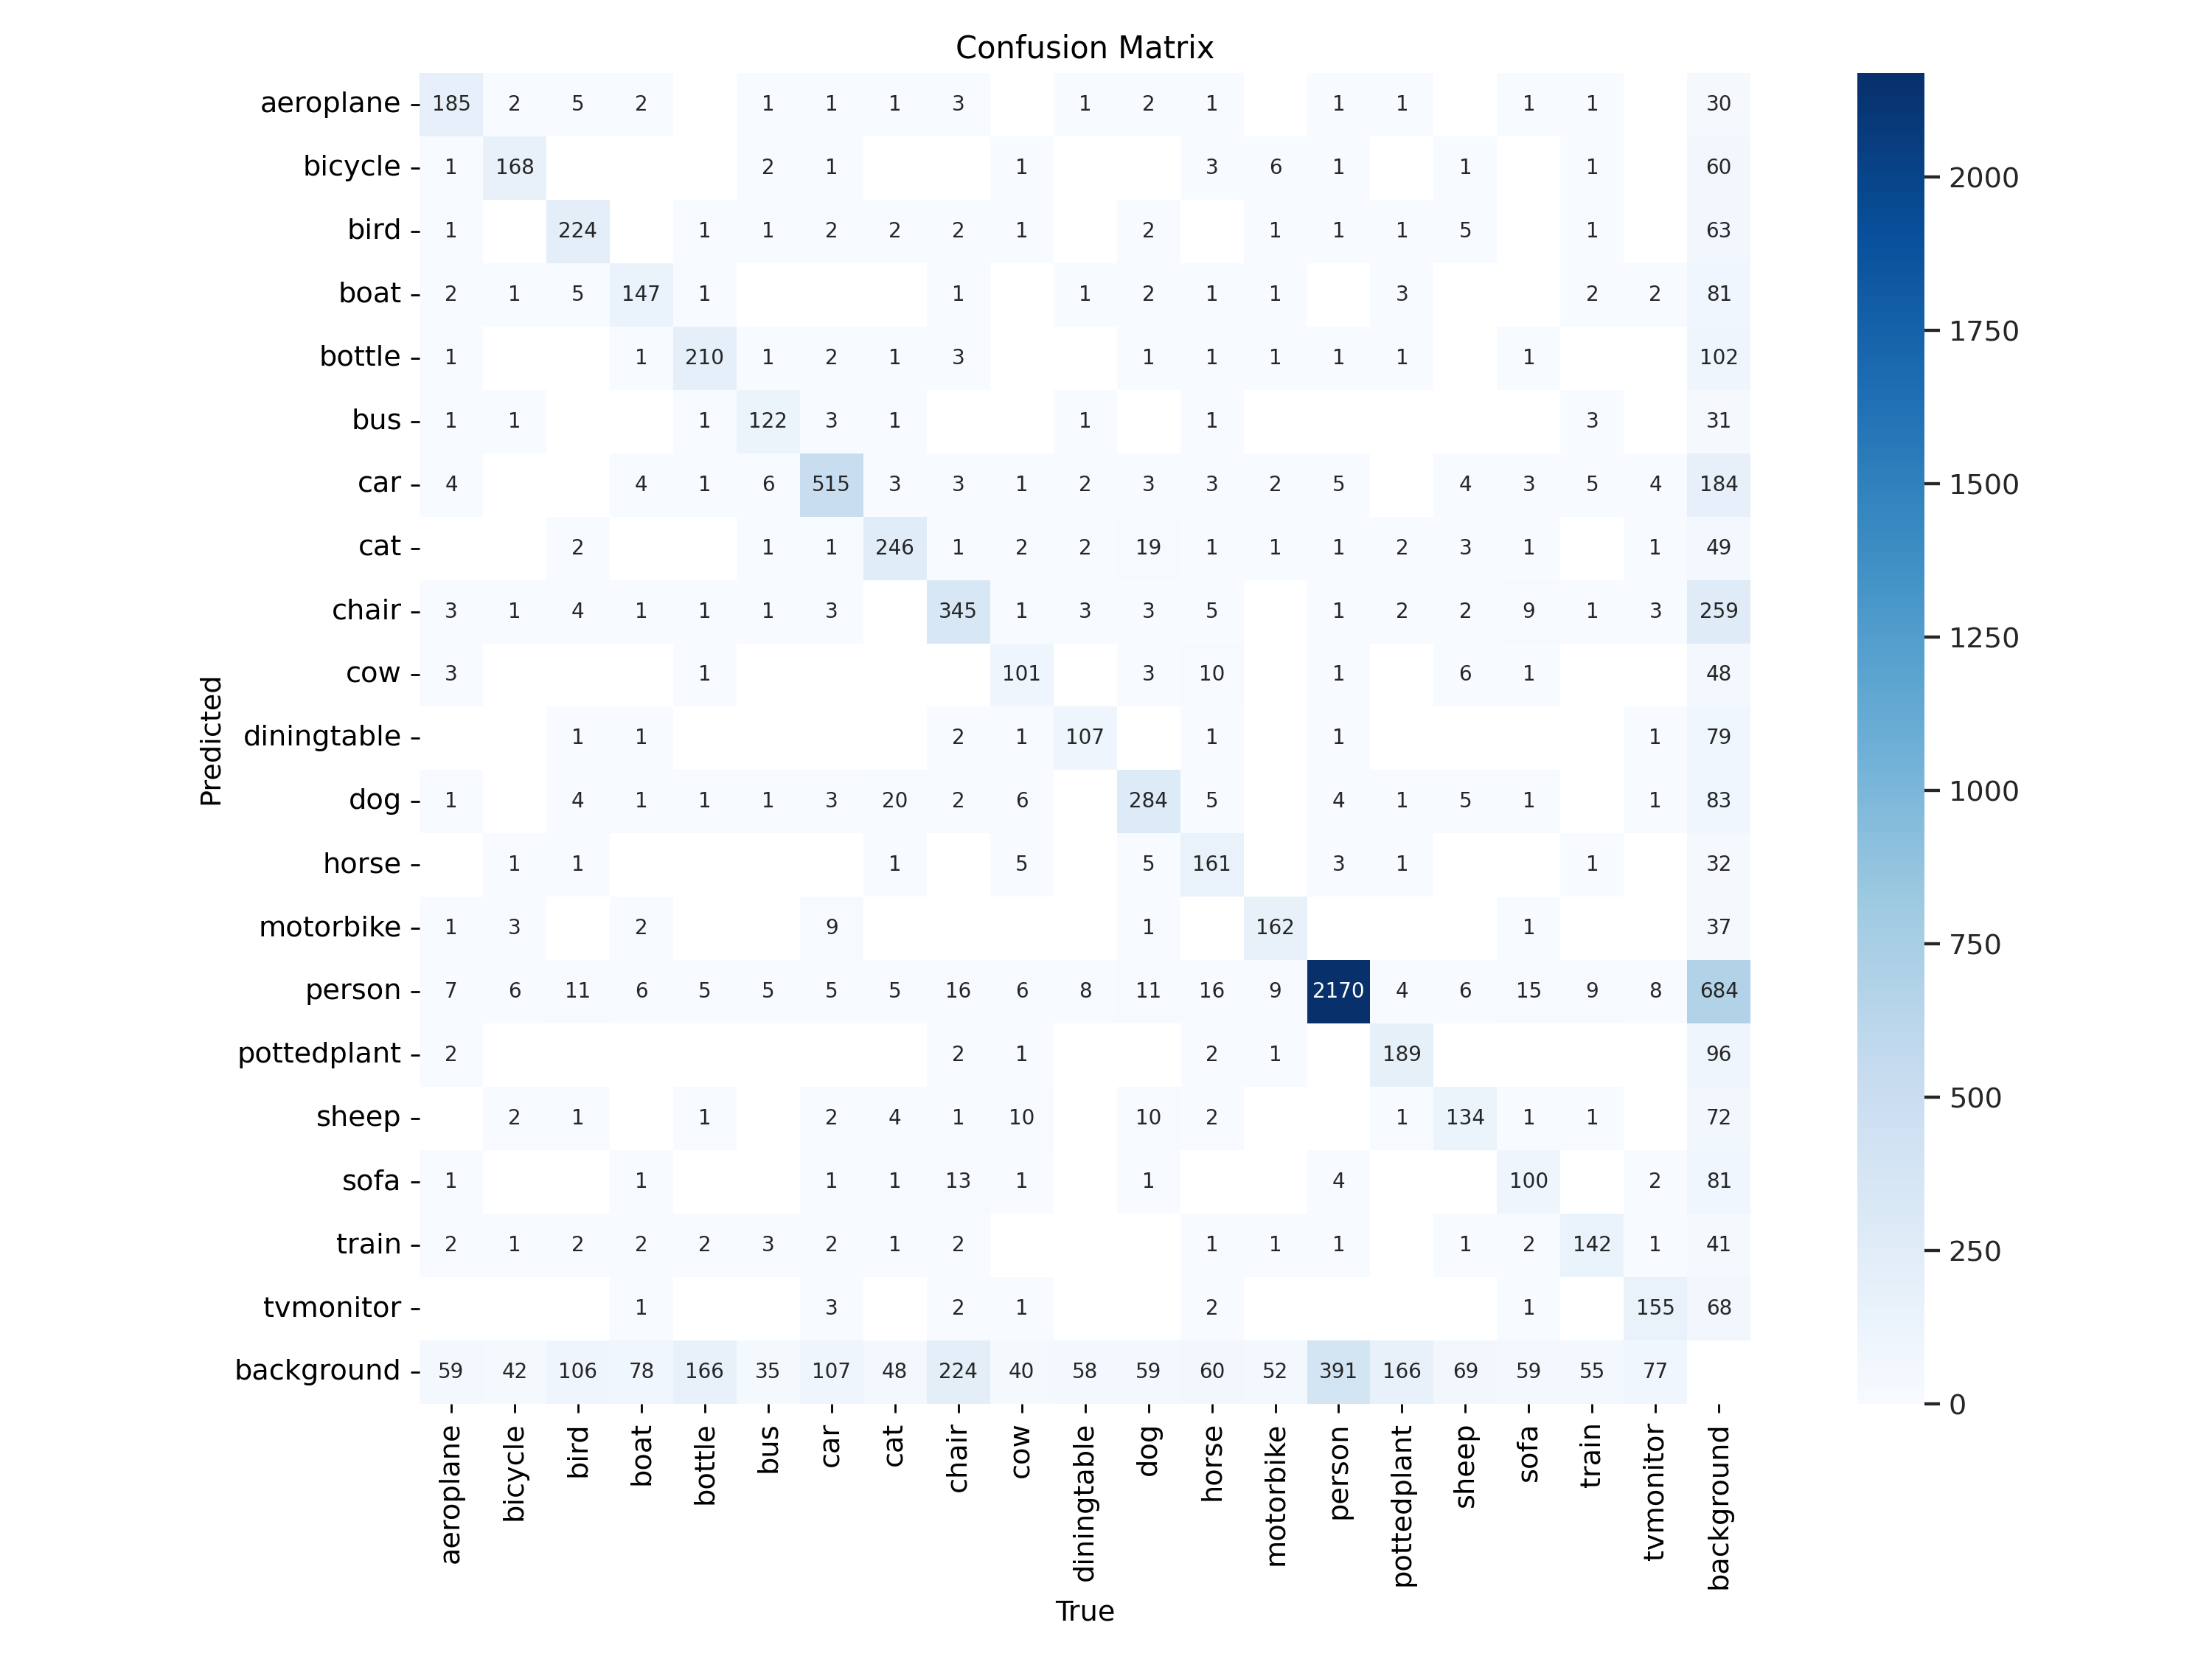 Confusion Matrix
aeroplane 185 2 5 2 1 1 1 3 1 2 1 1 1 1 1 30
bicycle 1 168 2 1 1 3 6 1 1 1 60
bird 1 224 1 1 2 2 2 1 2 1 1 1 5 1 63
boat 2 1 5 147 1 1 1 2 1 1 3 2 2 81
bottle 1 1 210 1 2 1 3 1 1 1 1 1 1 102
bus 1 1 1 122 3 1 1 1 3 31
car 4 4 1 6 515 3 3 1 2 3 3 2 5 4 3 5 4 184
cat 2 1 1 246 1 2 2 19 1 1 1 2 3 1 1 49
chair 3 1 4 1 1 1 3 345 1 3 3 5 1 2 2 9 1 3 259
cow 3 1 101 3 10 1 6 1 48
diningtable 1 1 2 1 107 1 1 1 79
dog 1 4 1 1 1 3 20 2 6 284 5 4 1 5 1 1 83
horse 1 1 1 5 5 161 3 1 1 32
motorbike 1 3 2 9 1 162 1 37
person 7 6 11 6 5 5 5 5 16 6 8 11 16 9 2170 4 6 15 9 8 684
pottedplant 2 2 1 2 1 189 96
sheep 2 1 1 2 4 1 10 10 2 1 134 1 1 72
sofa 1 1 1 1 13 1 1 4 100 2 81
train 2 1 2 2 2 3 2 1 2 1 1 1 1 2 142 1 41
tvmonitor 1 3 2 1 2 1 155 68
background 59 42 106 78 166 35 107 48 224 40 58 59 60 52 391 166 69 59 55 77
aeroplane bicycle bird boat bottle bus car cat chair cow diningtable dog horse motorbike person pottedplant sheep sofa train tvmonitor background
True
Predicted
2000
1750
1500
1250
1000
750
500
250
0